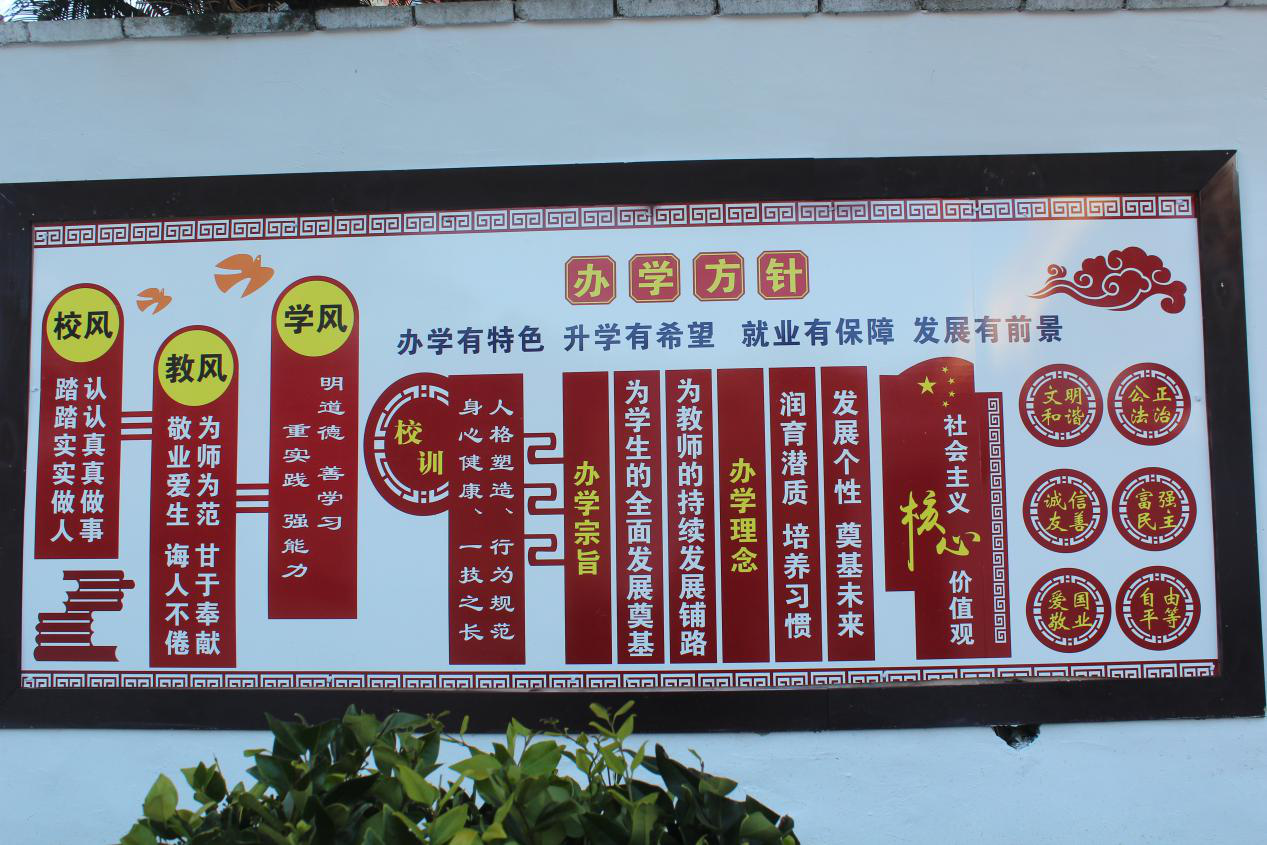 校风
认认真真做事
踏踏实实做人
教风
为师为范 甘于奉献
敬业爱生 诲人不倦
学风
明道德 善学习
重实践 强能力
办学方针
办学有特色 升学有希望 就业有保障 发展有前景
校训
人格塑造、行为规范
身心健康、一技之长
办学宗旨
为学生的全面发展奠基
为教师的持续发展铺路
办学理念
润育潜质 培养习惯
发展个性 奠基未来
社会主义
核心
价值观
文明
和谐
公正
法治
诚信
友善
富强
民主
爱国
敬业
自由
平等